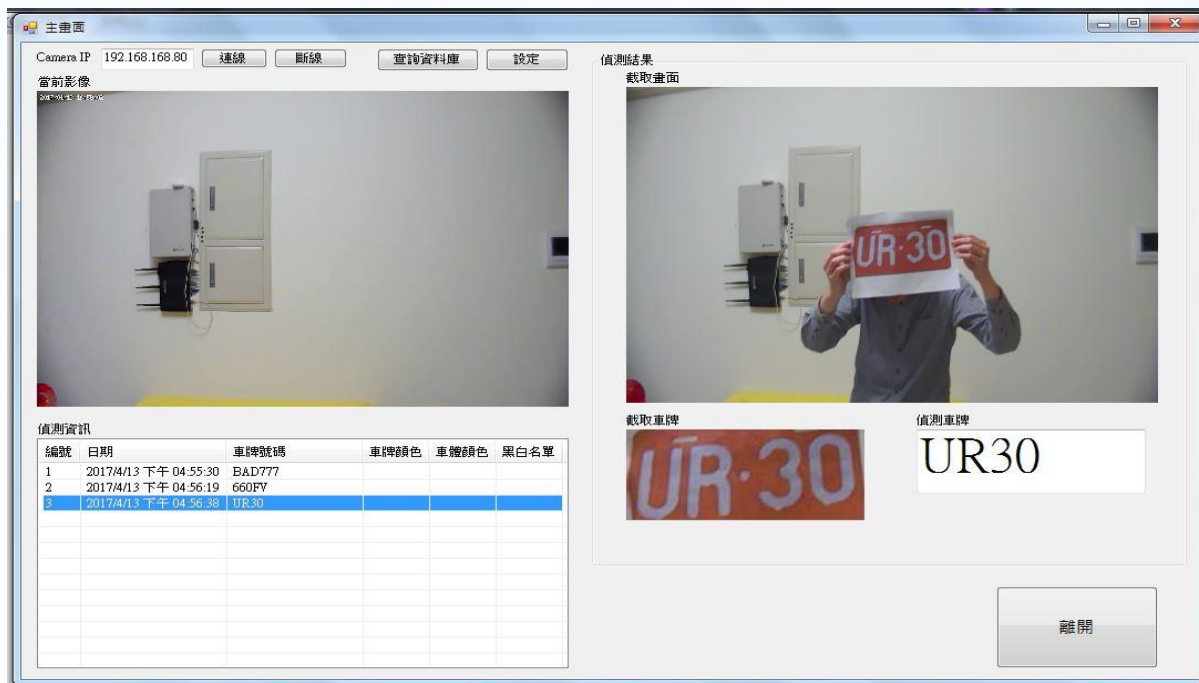 主畫面
Camera IP 192.168.168.80 連線 斷線 查詢資料庫 設定
當前影像
偵測資訊
編號 日期 車牌號碼 車牌顏色 車體顏色 黑白名單
1 2017/4/13 下午 04:55:30 BAD777
2 2017/4/13 下午 04:56:19 660FV
3 2017/4/13 下午 04:56:38 UR30
偵測結果
截取畫面
UR·30
截取車牌
UR·30
偵測車牌
UR30
離開